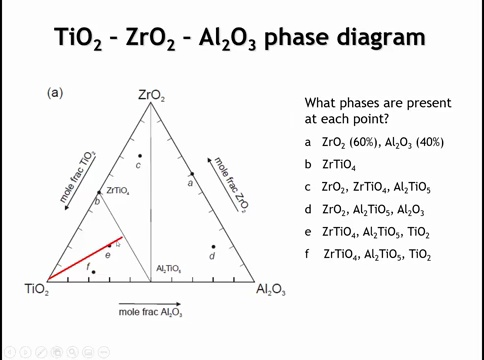 TiO₂ – ZrO₂ – Al₂O₃ phase diagram
(a)
ZrO₂
mole frac TiO₂
mole frac ZrO₂
c
a
ZrTiO₄
b
e
d
f
Al₂TiO₅
TiO₂
Al₂O₃
mole frac Al₂O₃
What phases are present
at each point?
a ZrO₂ (60%), Al₂O₃ (40%)
b ZrTiO₄
c ZrO₂, ZrTiO₄, Al₂TiO₅
d ZrO₂, Al₂TiO₅, Al₂O₃
e ZrTiO₄, Al₂TiO₅, TiO₂
f ZrTiO₄, Al₂TiO₅, TiO₂